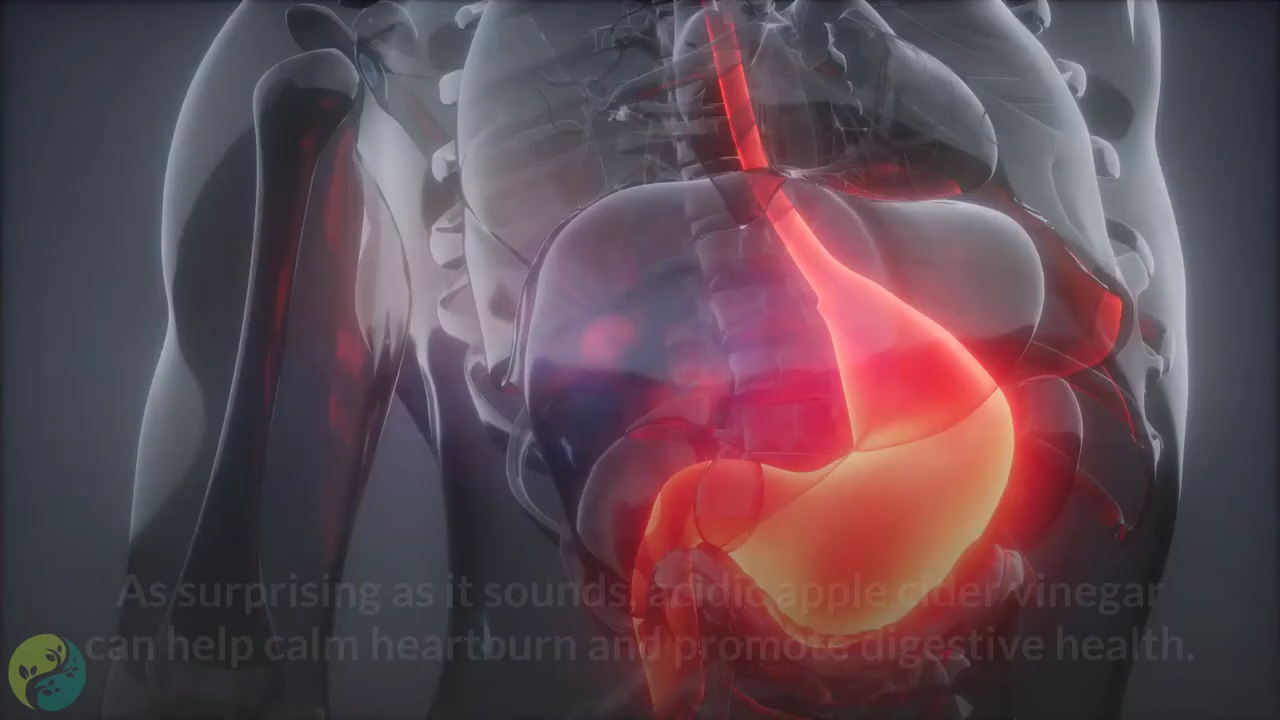 As surprising as it sounds, acidic apple cider vinegar
can help calm heartburn and promote digestive health.